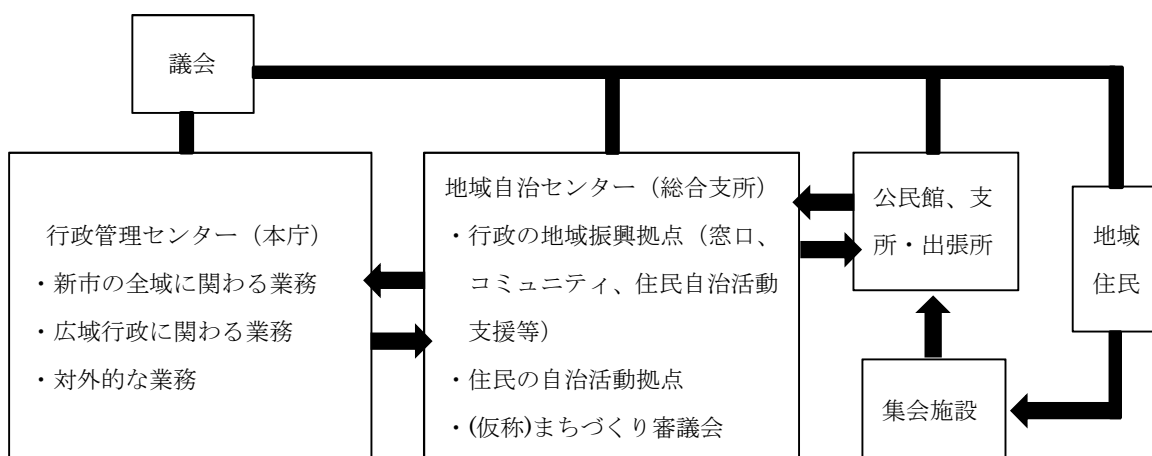 議会
行政管理センター（本庁）
・新市の全域に関わる業務
・広域行政に関わる業務
・対外的な業務
地域自治センター（総合支所）
・行政の地域振興拠点（窓口、
コミュニティ、住民自治活動
支援等）
・住民の自治活動拠点
・(仮称)まちづくり審議会
公民館、支
所・出張所
地域
住民
集会施設